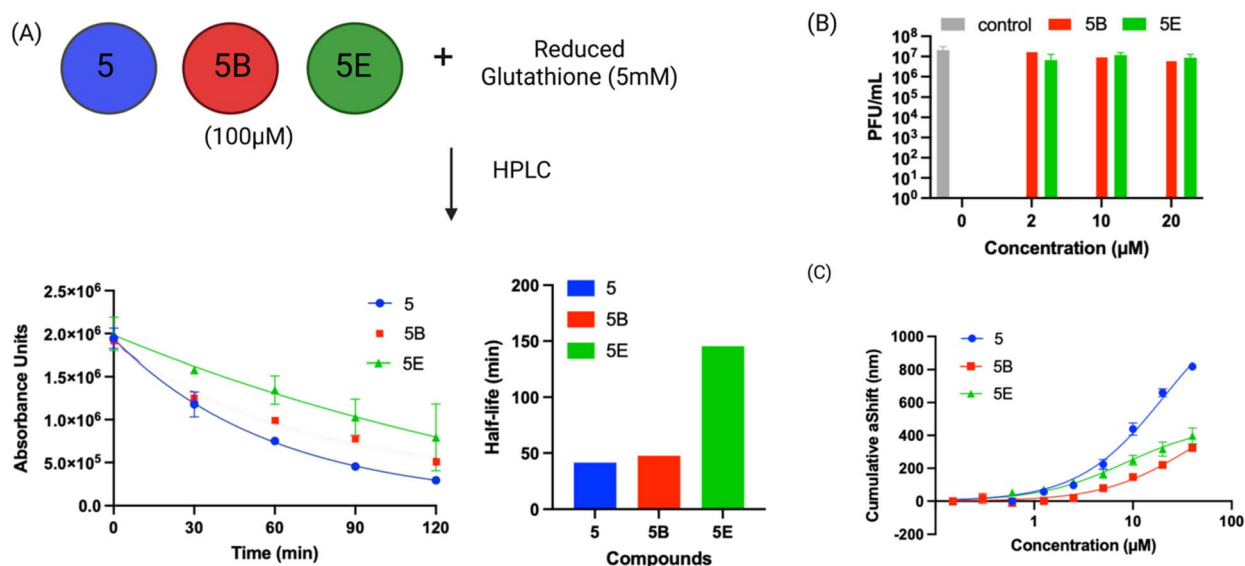 (A)
5
5B
5E
+
Reduced
Glutathione (5mM)
(100μM)
HPLC
2.5×10⁶
2.0×10⁶
1.5×10⁶
1.0×10⁶
5.0×10⁵
0.0
Absorbance Units
0 30 60 90 120
Time (min)
5
5B
5E
200
150
100
50
0
Half-life (min)
5
5B
5E
5 5B 5E
Compounds
(B)
control 5B 5E
10⁸
10⁷
10⁶
10⁵
10⁴
10³
10²
10¹
10⁰
PFU/mL
0 2 10 20
Concentration (μM)
(C)
1000
800
600
400
200
0
-200
Cumulative aShift (nm)
5
5B
5E
1 10 100
Concentration (μM)